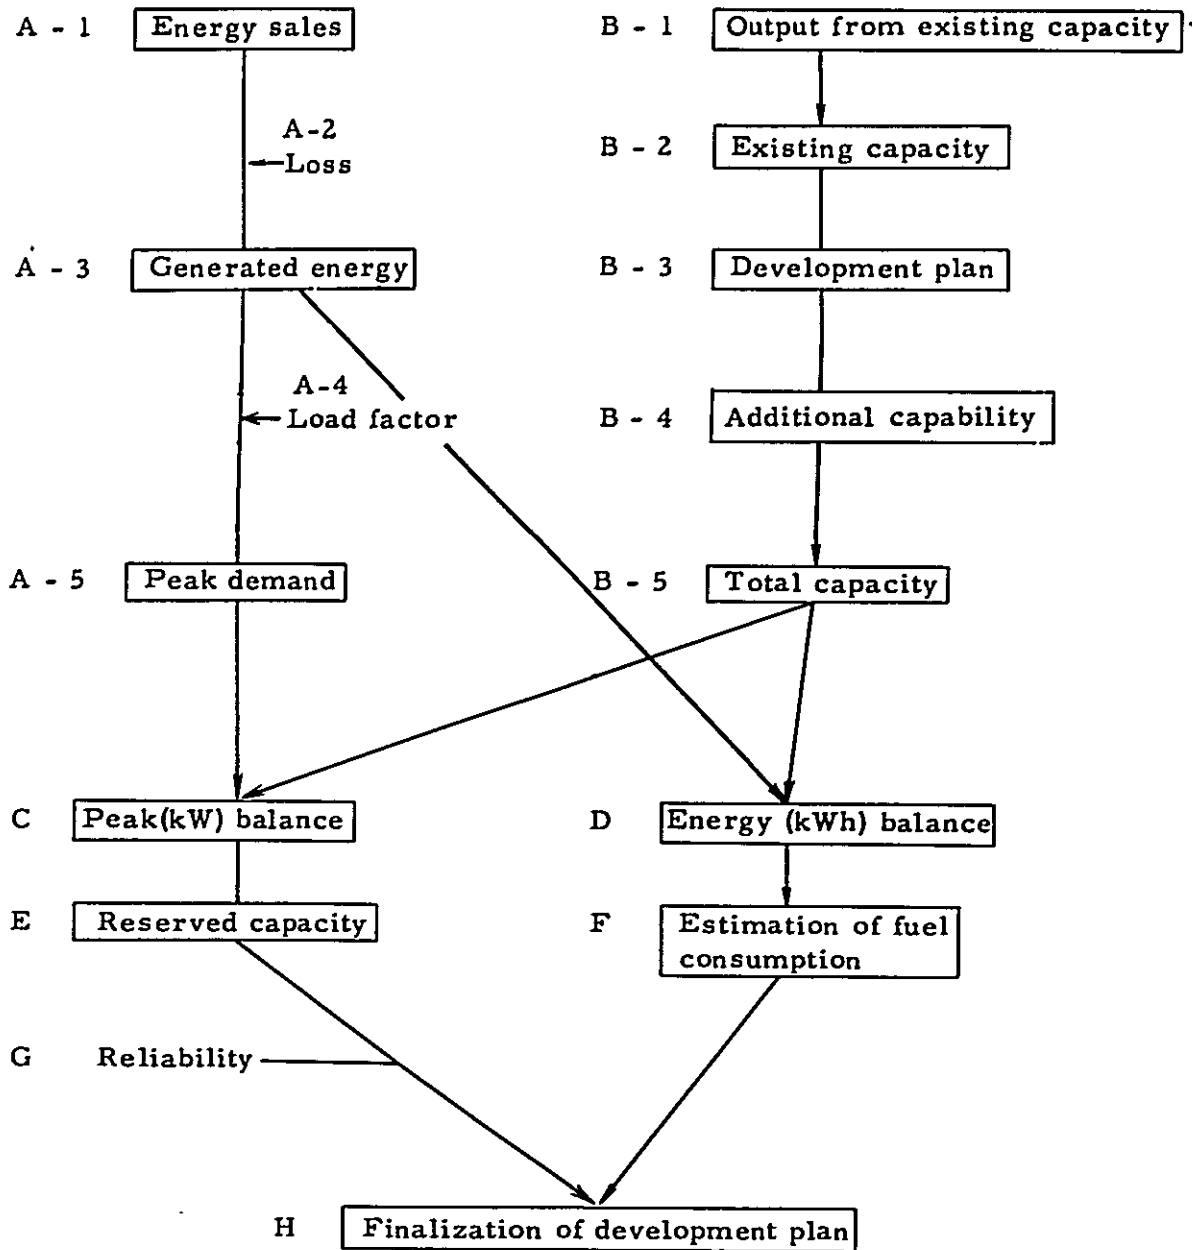 A - 1 Energy sales
B - 1 Output from existing capacity
A-2
Loss
B - 2 Existing capacity
A - 3 Generated energy
B - 3 Development plan
A-4
Load factor
B - 4 Additional capability
A - 5 Peak demand
B - 5 Total capacity
C Peak(kW) balance
D Energy (kWh) balance
E Reserved capacity
F Estimation of fuel
consumption
G Reliability
H Finalization of development plan